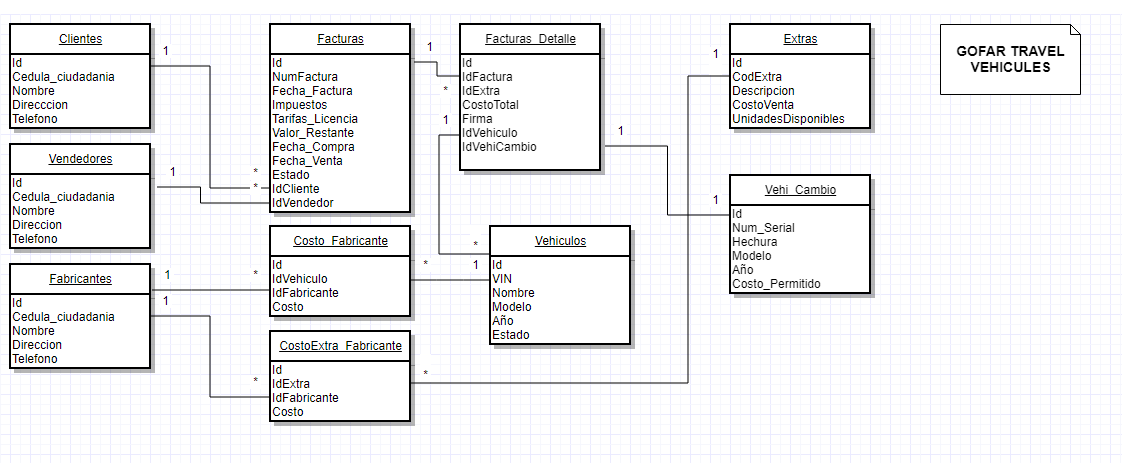 Clientes
Id
Cedula_ciudadania
Nombre
Direcccion
Telefono
Vendedores
Id
Cedula_ciudadania
Nombre
Direccion
Telefono
Fabricantes
Id
Cedula_ciudadania
Nombre
Direccion
Telefono
Facturas
Id
NumFactura
Fecha_Factura
Impuestos
Tarifas_Licencia
Valor_Restante
Fecha_Compra
Fecha_Venta
Estado
IdCliente
IdVendedor
Costo_Fabricante
Id
IdVehiculo
IdFabricante
Costo
CostoExtra_Fabricante
Id
IdExtra
IdFabricante
Costo
Facturas_Detalle
Id
IdFactura
IdExtra
CostoTotal
Firma
IdVehiculo
IdVehiCambio
Vehiculos
Id
VIN
Nombre
Modelo
Año
Estado
Extras
Id
CodExtra
Descripcion
CostoVenta
UnidadesDisponibles
Vehi_Cambio
Id
Num_Serial
Hechura
Modelo
Año
Costo_Permitido
GOFAR TRAVEL
VEHICULES
1
*
1
*
1
*
1
*
1
*
1
*
*
1
1
1
1
*